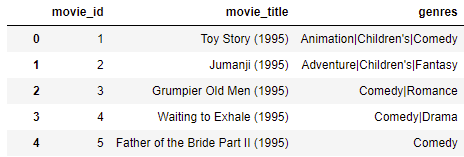 movie_id movie_title genres
0 1 Toy Story (1995) Animation|Children's|Comedy
1 2 Jumanji (1995) Adventure|Children's|Fantasy
2 3 Grumpier Old Men (1995) Comedy|Romance
3 4 Waiting to Exhale (1995) Comedy|Drama
4 5 Father of the Bride Part II (1995) Comedy